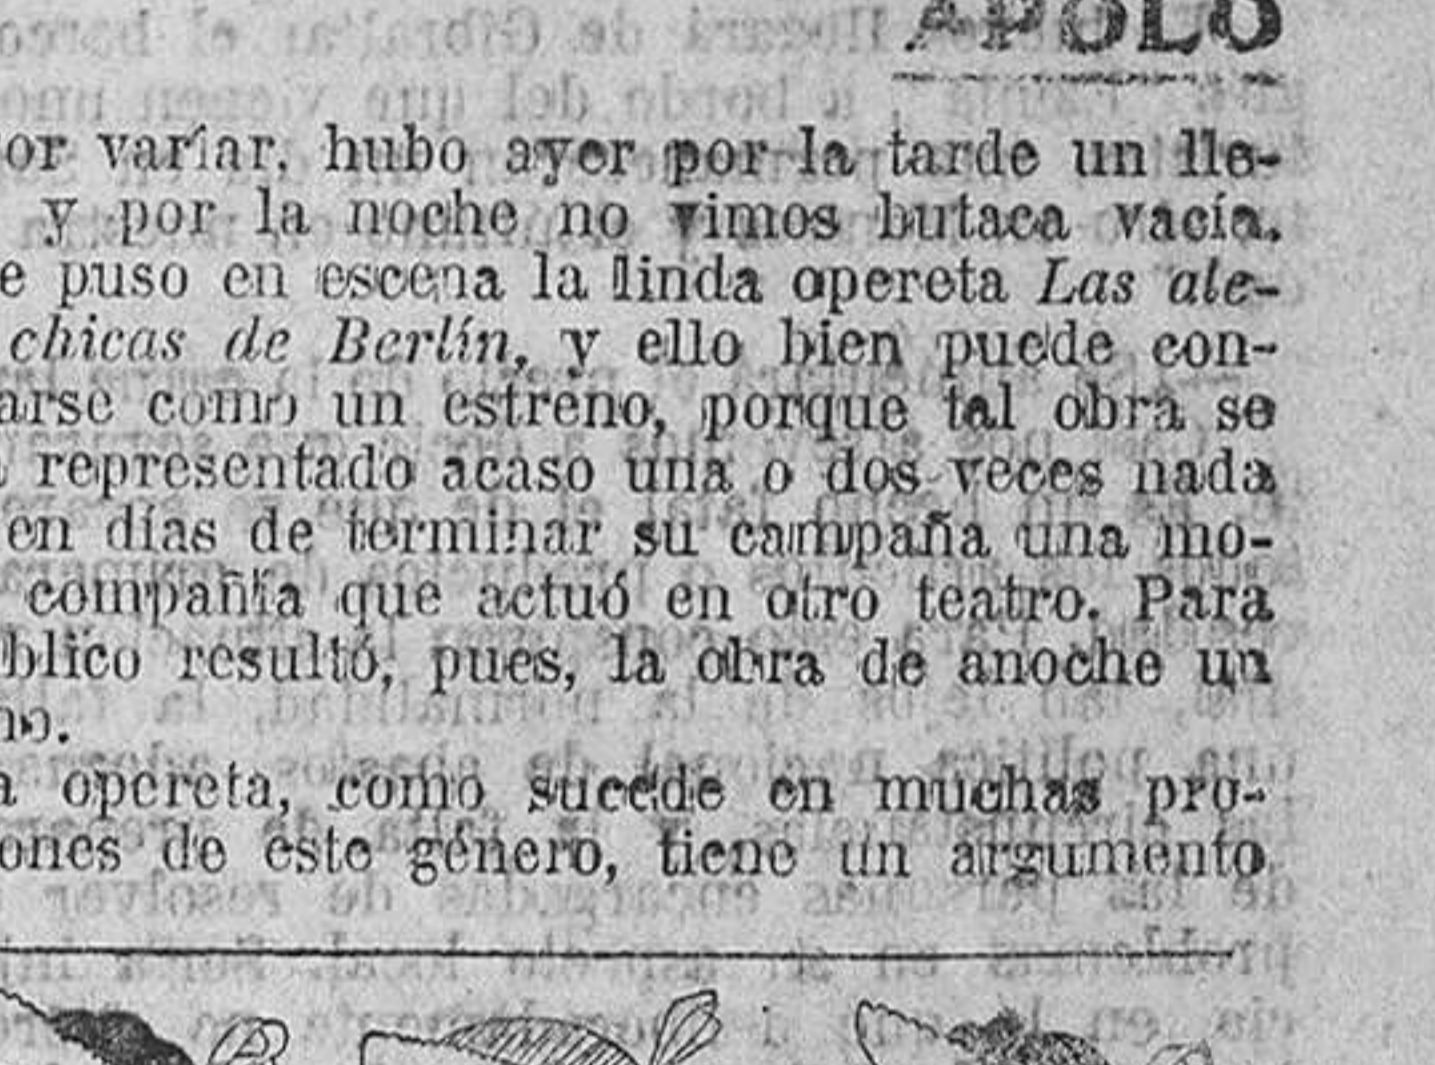 APOLO
or variar, hubo ayer por la tarde un lle-
y por la noche no vimos butaca vacía.
e puso en escena la linda opereta Las ale-
chicas de Berlín, y ello bien puede con-
arse como un estreno, porque tal obra se
representado acaso una o dos veces nada
en días de terminar su campaña una mo-
compañía que actuó en otro teatro. Para
blico resultó, pues, la obra de anoche un
no.
a opereta, como sucede en muchas pro-
ones de este género, tiene un argumento